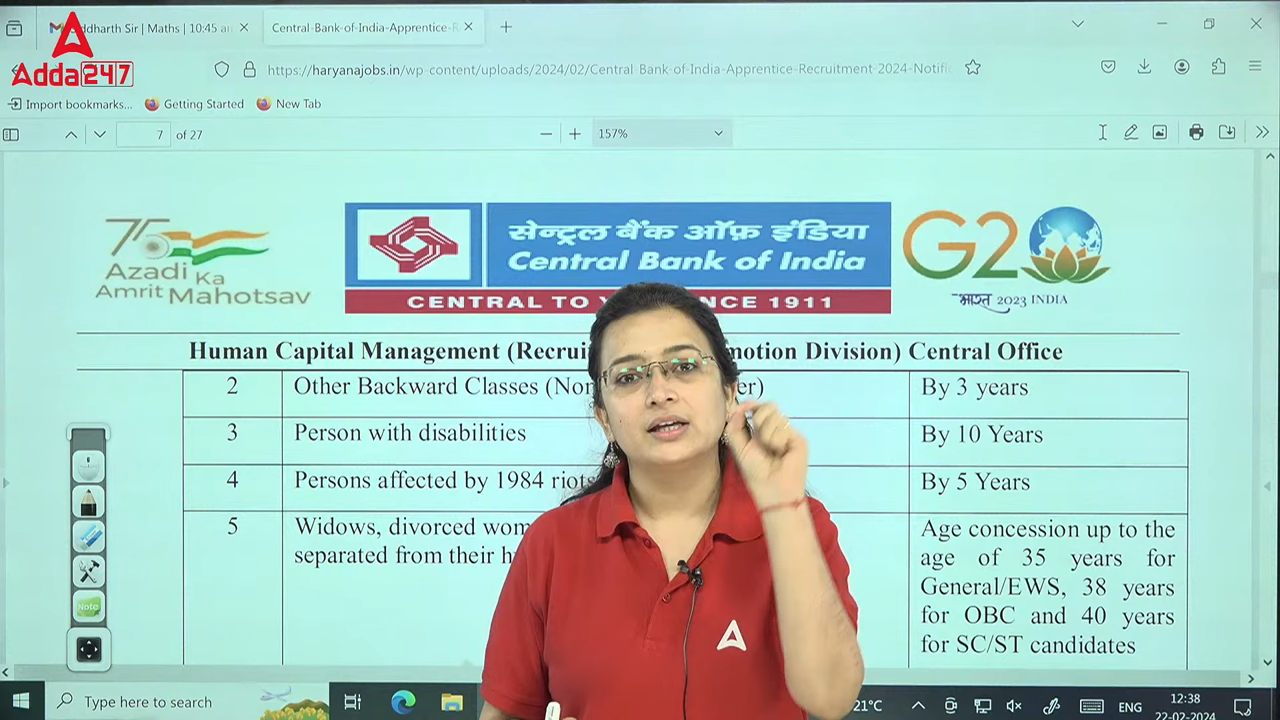 ddharth Sir | Maths | 10:45 a
Central-Bank-of-India-Apprentice-R
Adda247
https://haryanajobs.in/wp-content/uploads/2024/02/Central-Bank-of-India-Apprentice-Recruitment-2024-Notifi
Import bookmarks...
Getting Started
New Tab
7 of 27
157%
75
Azadi Ka
Amrit Mahotsav
सेन्ट्रल बैंक ऑफ़ इंडिया
Central Bank of India
CENTRAL TO Y NCE 1911
G20
भारत 2023 INDIA
Human Capital Management (Recrui motion Division) Central Office
2 Other Backward Classes (Non er) By 3 years
3 Person with disabilities By 10 Years
4 Persons affected by 1984 riots By 5 Years
5 Widows, divorced wom
separated from their h
Age concession up to the
age of 35 years for
General/EWS, 38 years
for OBC and 40 years
for SC/ST candidates
Note
Type here to search
21°C
ENG
12:38
22-02-2024